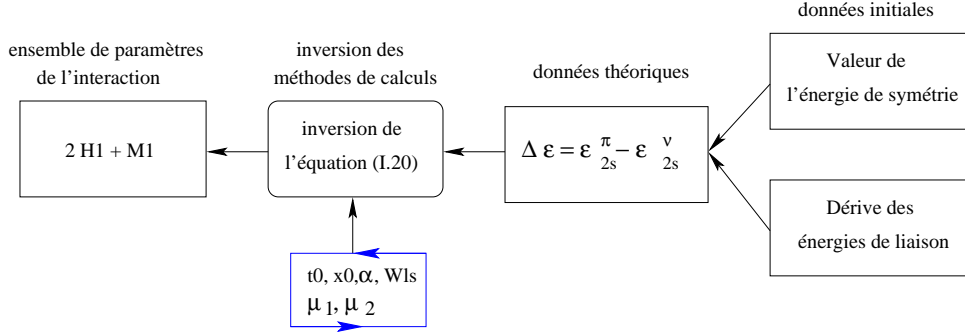 ensemble de paramètres
de l'interaction
2 H1 + M1
inversion des
méthodes de calculs
inversion de
l'équation (I.20)
t0, x0,α, Wls
μ 1, μ 2
données théoriques
Δ ε = ε π 2s − ε ν 2s
données initiales
Valeur de
l'énergie de symétrie
Dérive des
énergies de liaison